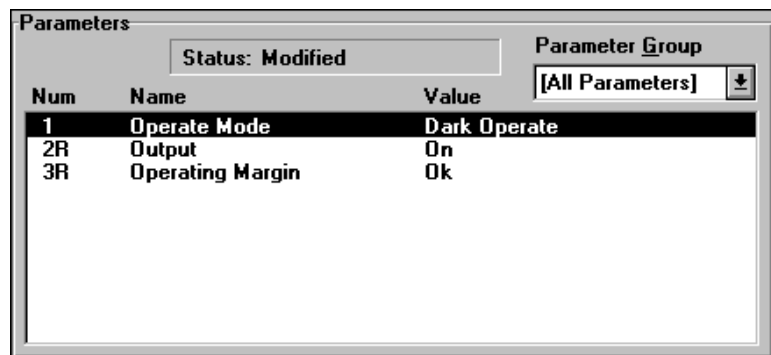 Parameters
Status: Modified
Parameter Group
[All Parameters]
Num Name Value
1 Operate Mode Dark Operate
2R Output On
3R Operating Margin Ok